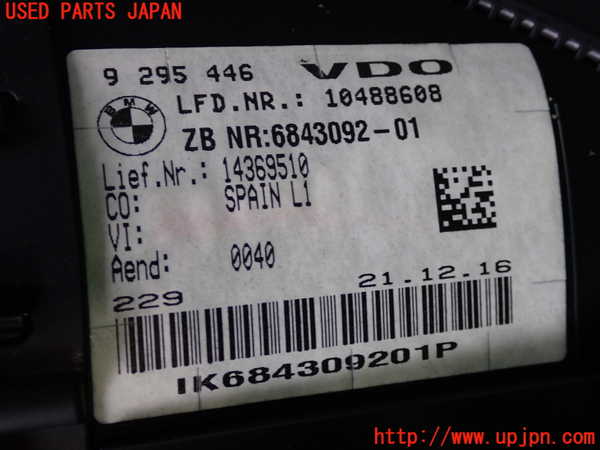 USED PARTS JAPAN
9 295 446 VDO
BMW
LFD.NR.: 10488608
ZB NR:6843092-01
Lief.Nr.: 14369510
CO: SPAIN L1
VI:
Aend: 0040
229 21.12.16
IK684309201P
http://www.upjpn.com